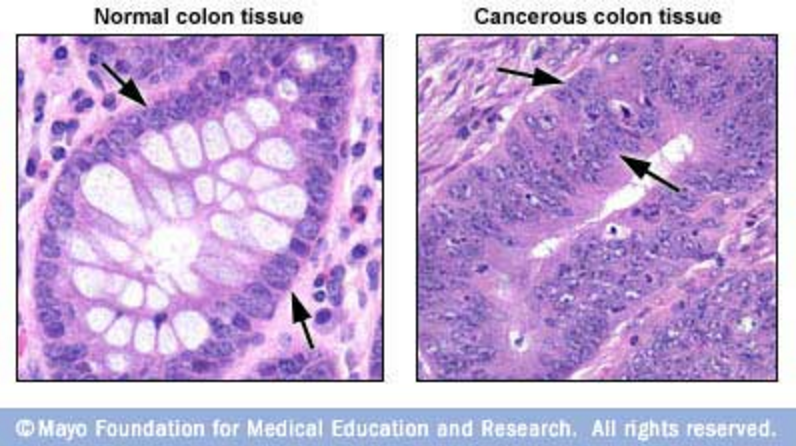 Normal colon tissue
Cancerous colon tissue
©Mayo Foundation for Medical Education and Research. All rights reserved.